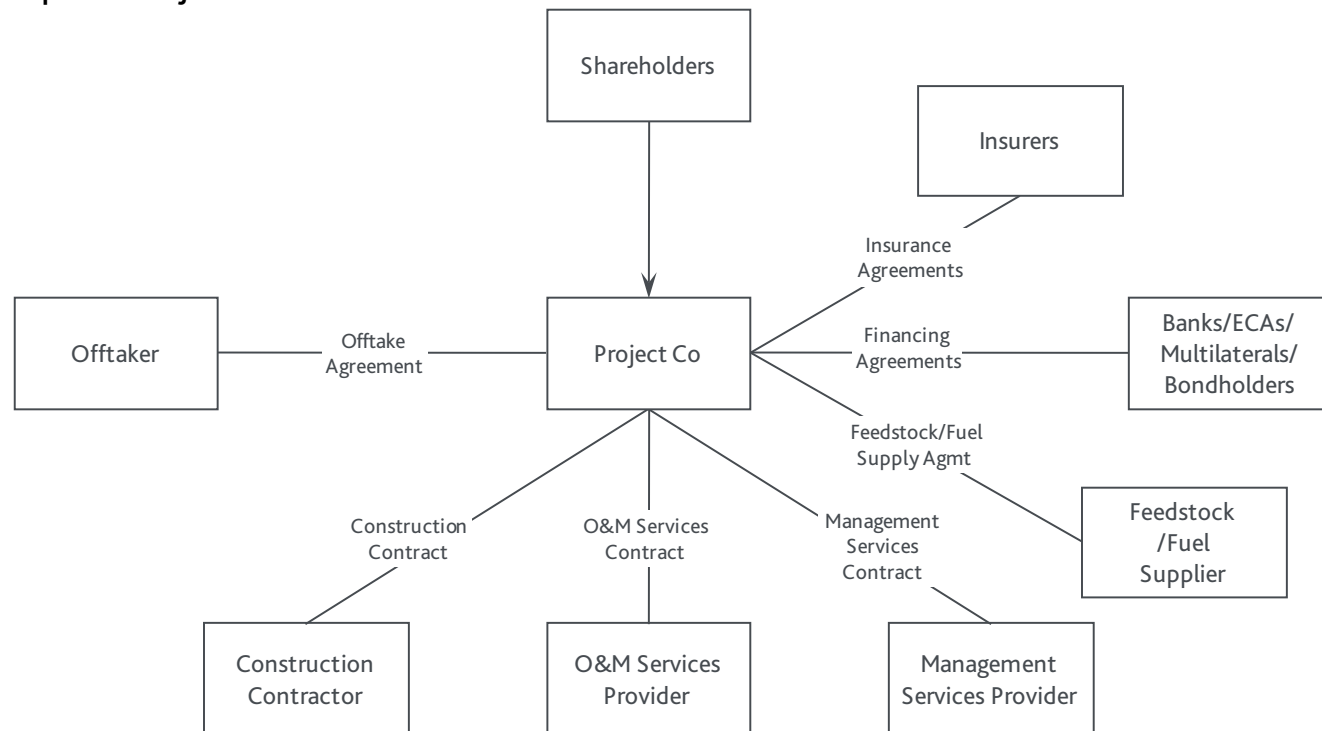 Shareholders
Insurers
Insurance
Agreements
Offtaker
Offtake
Agreement
Project Co
Financing
Agreements
Banks/ECAs/
Multilaterals/
Bondholders
Feedstock/Fuel
Supply Agmt
Feedstock
/Fuel
Supplier
Construction
Contract
O&M Services
Contract
Management
Services
Contract
Construction
Contractor
O&M Services
Provider
Management
Services Provider